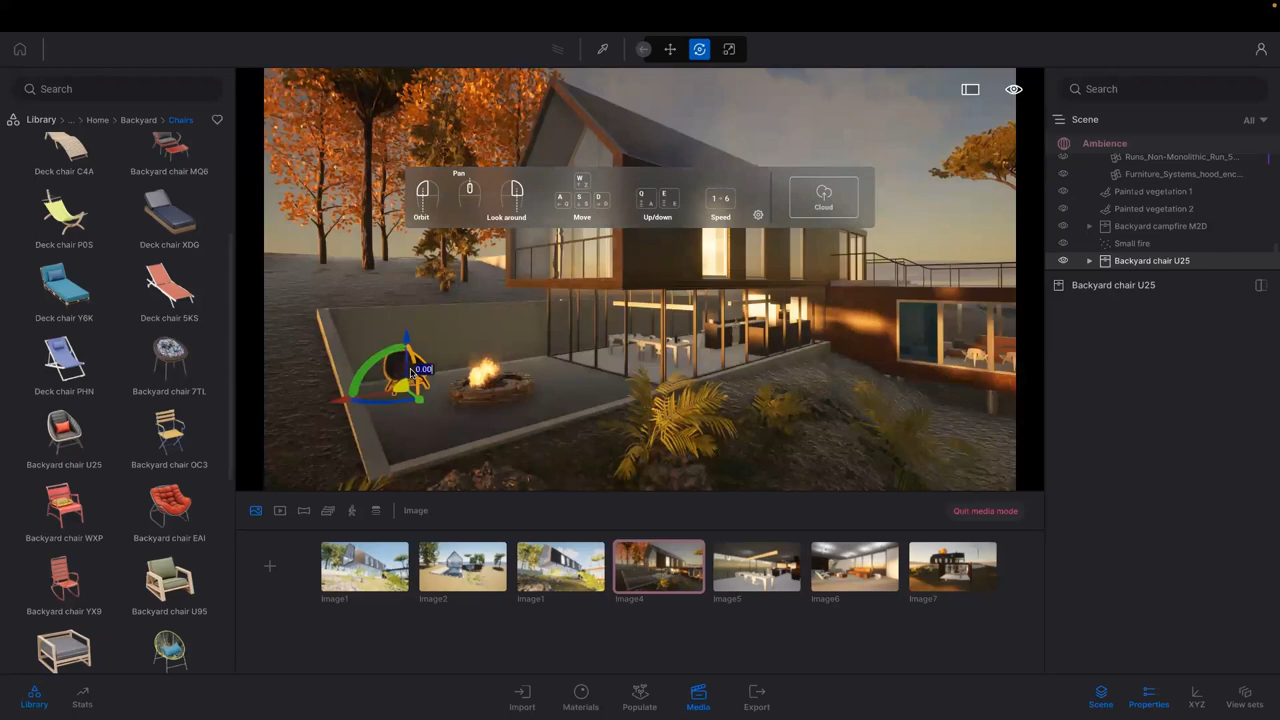 Search
Library
...
Home
Backyard
Chairs
Deck chair C4A
Backyard chair MQ6
Deck chair P0S
Deck chair XDG
Deck chair Y6K
Deck chair 5KS
Deck chair PHN
Backyard chair 7TL
Backyard chair U25
Backyard chair OC3
Backyard chair WXP
Backyard chair EAI
Backyard chair YX9
Backyard chair U95
Library
Stats
Orbit
Pan
Look around
W
Z
A
Q
S
S
D
D
Move
Q
A
E
E
Up/down
1 - 6
Speed
Cloud
0.00
Image
Quit media mode
Image1
Image2
Image1
Image4
Image5
Image6
Image7
Import
Materials
Populate
Media
Export
Search
Scene
All
Ambience
Runs_Non-Monolithic_Run_S...
Furniture_Systems_hood_enc...
Painted vegetation 1
Painted vegetation 2
Backyard campfire M2D
Small fire
Backyard chair U25
Backyard chair U25
Scene
Properties
XYZ
View sets